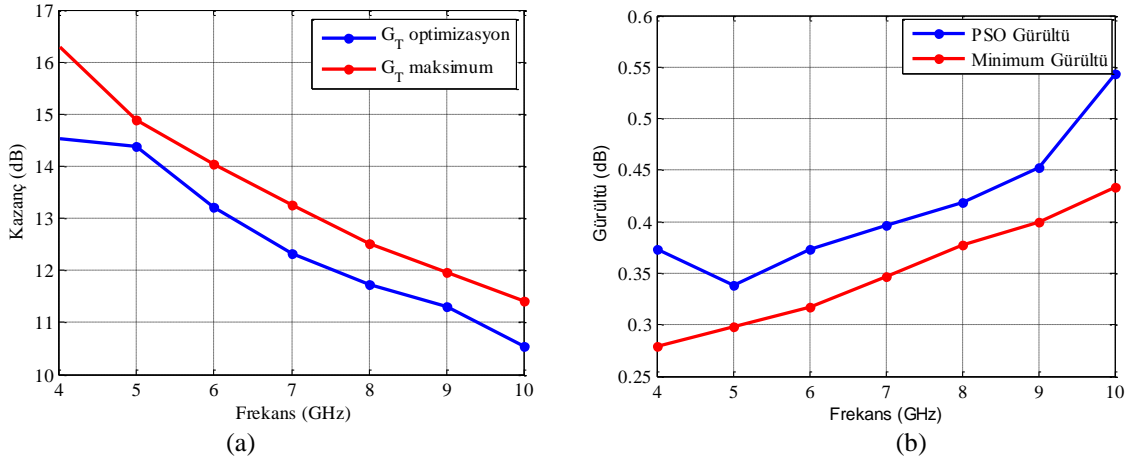 17
16
15
14
13
12
11
10
Kazanç (dB)
4 5 6 7 8 9 10
Frekans (GHz)
G_T optimizasyon
G_T maksimum
(a)
0.6
0.55
0.5
0.45
0.4
0.35
0.3
0.25
Gürültü (dB)
4 5 6 7 8 9 10
Frekans (GHz)
PSO Gürültü
Minimum Gürültü
(b)